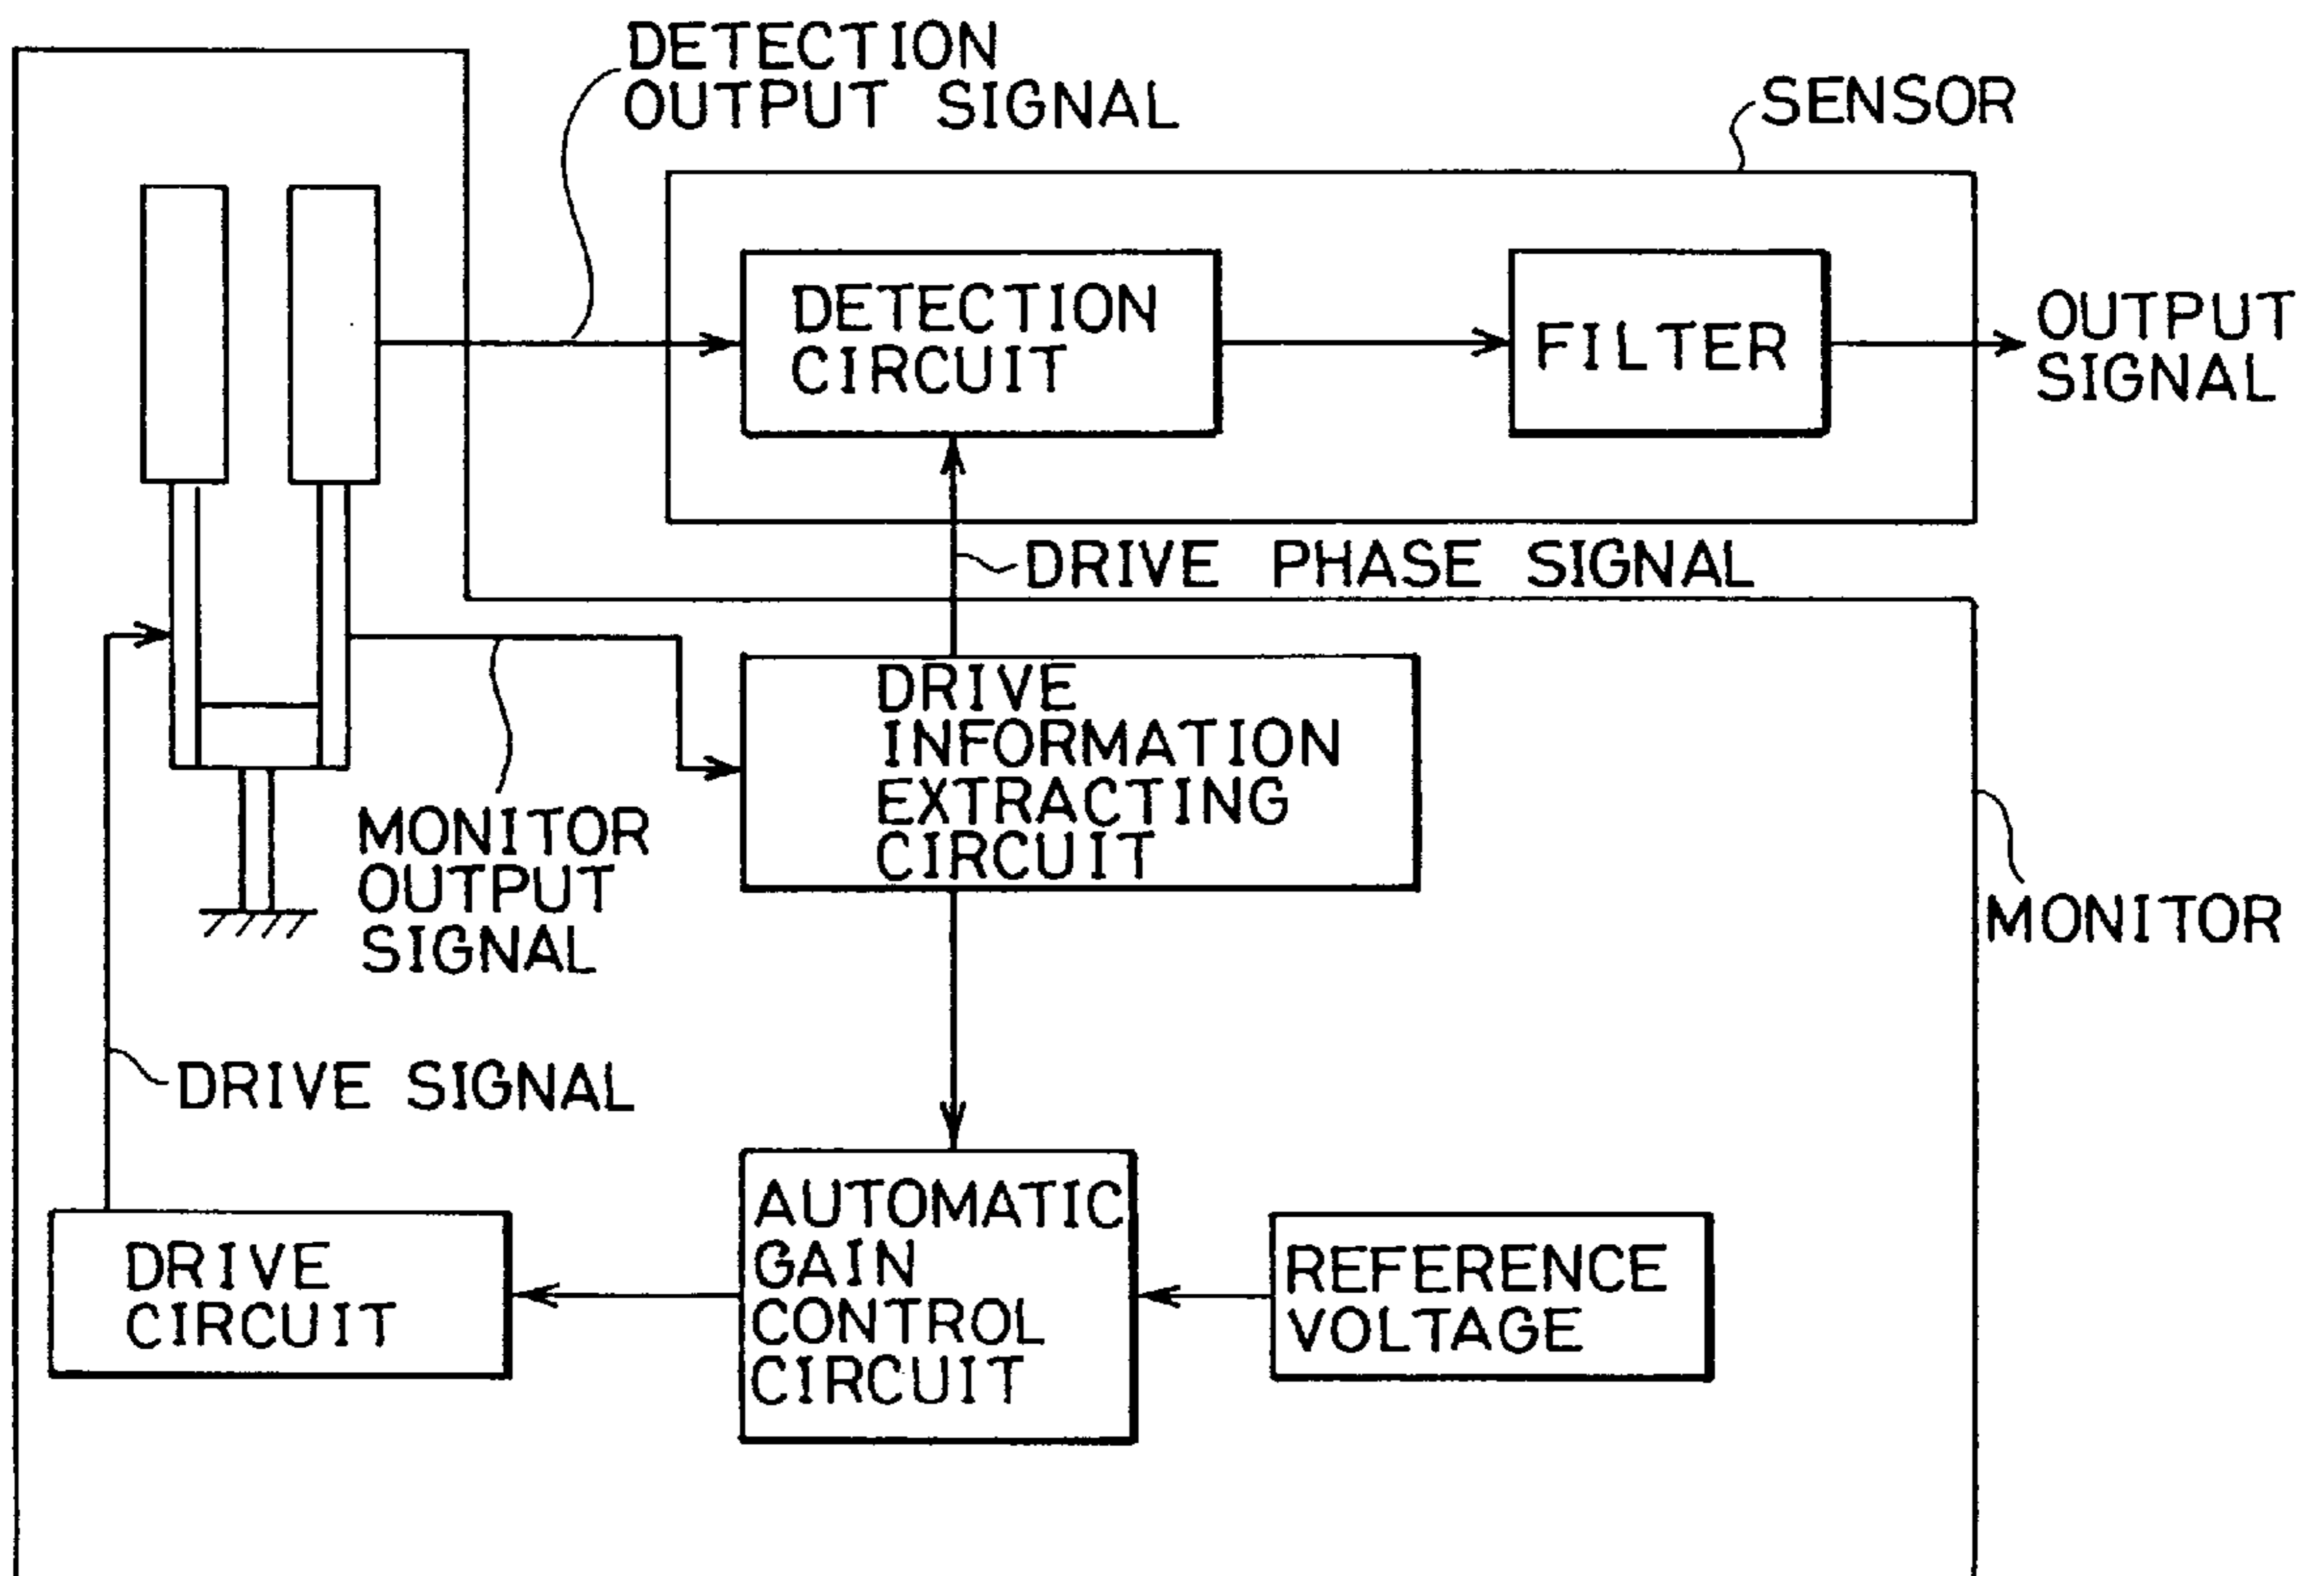 DETECTION
OUTPUT SIGNAL
SENSOR
DETECTION
CIRCUIT
FILTER
OUTPUT
SIGNAL
DRIVE PHASE SIGNAL
DRIVE
INFORMATION
EXTRACTING
CIRCUIT
MONITOR
OUTPUT
SIGNAL
MONITOR
DRIVE SIGNAL
DRIVE
CIRCUIT
AUTOMATIC
GAIN
CONTROL
CIRCUIT
REFERENCE
VOLTAGE